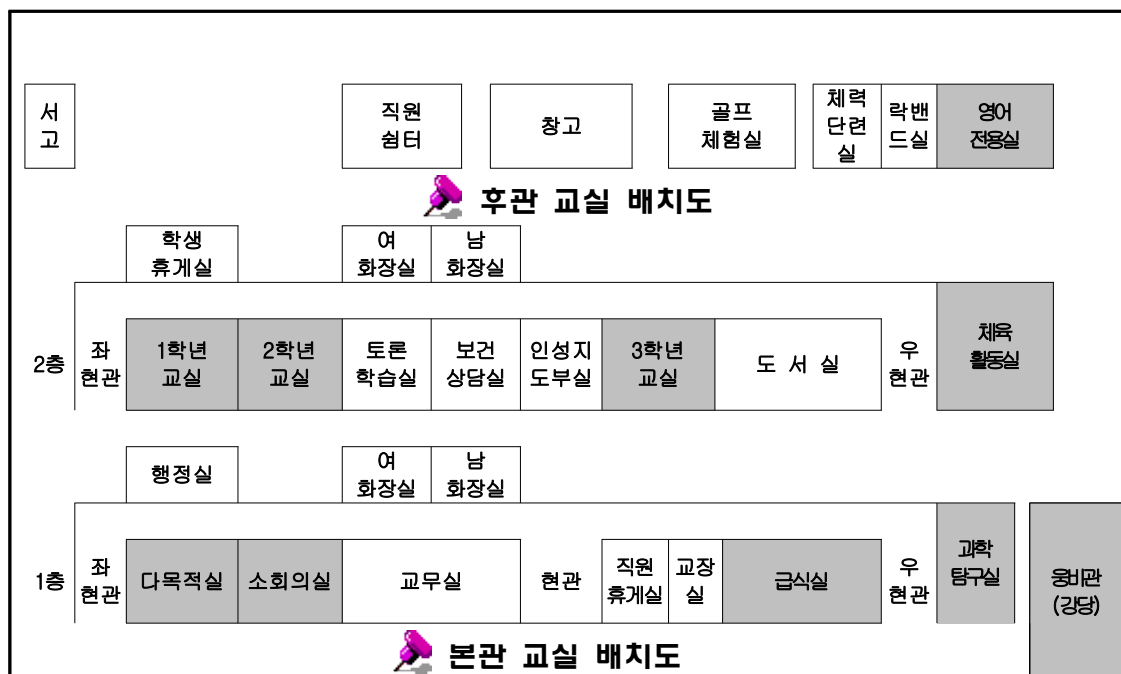 서
고
직원
쉼터
창고
골프
체험실
체력
단련
실
락밴
드실
영어
전용실
후관 교실 배치도
학생
휴게실
여
화장실
남
화장실
2층
좌
현관
1학년
교실
2학년
교실
토론
학습실
보건
상담실
인성지
도부실
3학년
교실
도 서 실
우
현관
체육
활동실
행정실
여
화장실
남
화장실
1층
좌
현관
다목적실
소회의실
교무실
현관
직원
휴게실
교장
실
급식실
우
현관
과학
탐구실
웅비관
(강당)
본관 교실 배치도